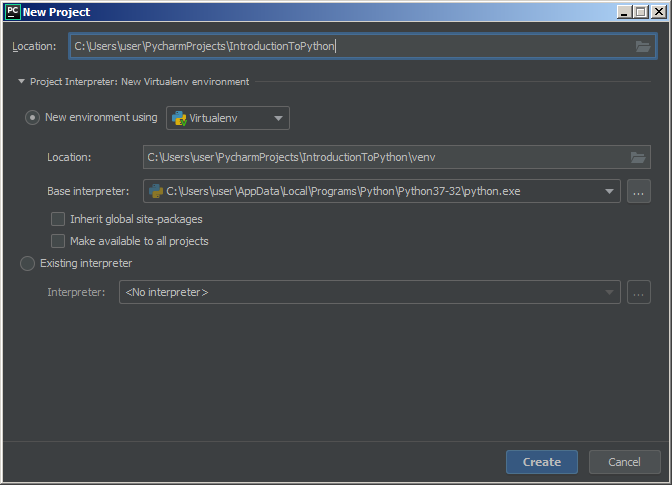 PC New Project
Location: C:\Users\user\PycharmProjects\IntroductionToPython
Project Interpreter: New Virtualenv environment
New environment using Virtualenv
Location: C:\Users\user\PycharmProjects\IntroductionToPython\venv
Base interpreter: C:\Users\user\AppData\Local\Programs\Python\Python37-32\python.exe ...
Inherit global site-packages
Make available to all projects
Existing interpreter
Interpreter: <No interpreter> ...
Create Cancel